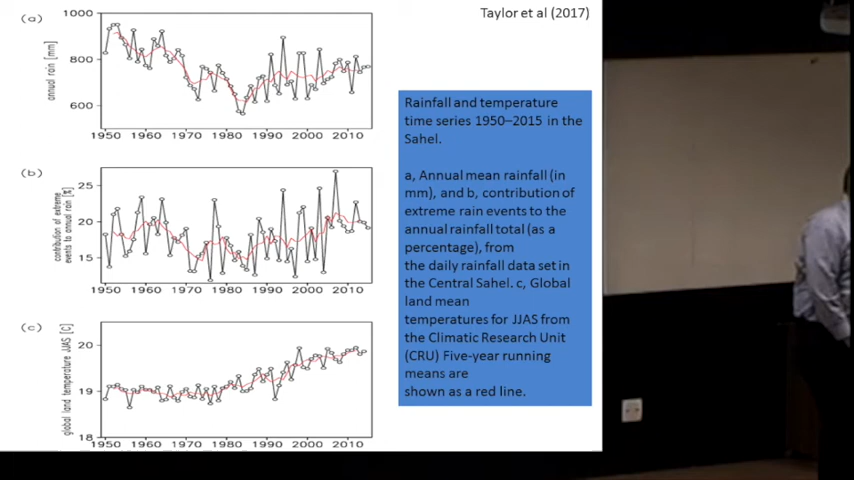 Taylor et al (2017)
(a)
annual rain [mm]
1000
800
600
1950 1960 1970 1980 1990 2000 2010
(b)
contribution of extreme
events to annual rain [%]
25
20
15
1950 1960 1970 1980 1990 2000 2010
(c)
global land temperature JJAS [C]
20
19
18
1950 1960 1970 1980 1990 2000 2010
Rainfall and temperature
time series 1950–2015 in the
Sahel.
a, Annual mean rainfall (in
mm), and b, contribution of
extreme rain events to the
annual rainfall total (as a
percentage), from
the daily rainfall data set in
the Central Sahel. c, Global
land mean
temperatures for JJAS from
the Climatic Research Unit
(CRU) Five-year running
means are
shown as a red line.